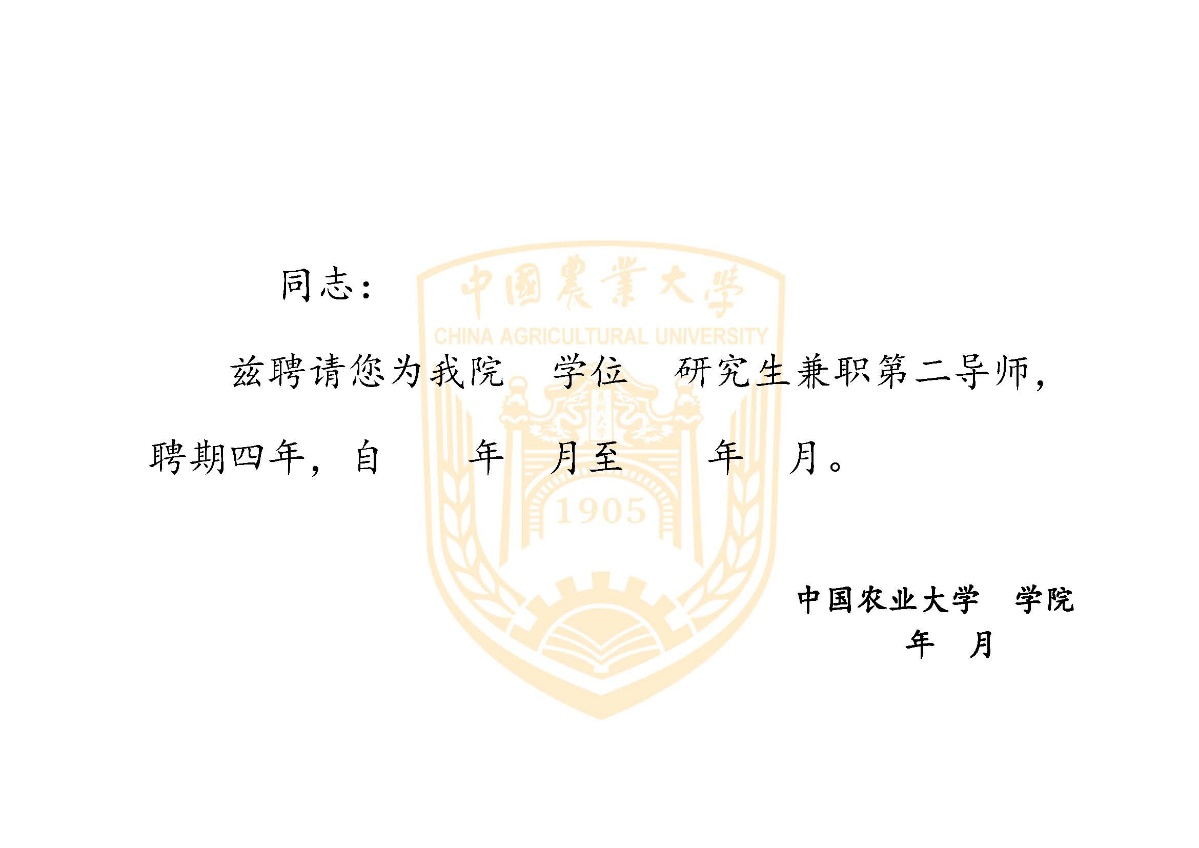 中國農業大學
CHINA AGRICULTURAL UNIVERSITY
同志：
兹聘请您为我院　学位　研究生兼职第二导师，
聘期四年，自　　年　月至　　年　月。
1905
中国农业大学　学院
年　月